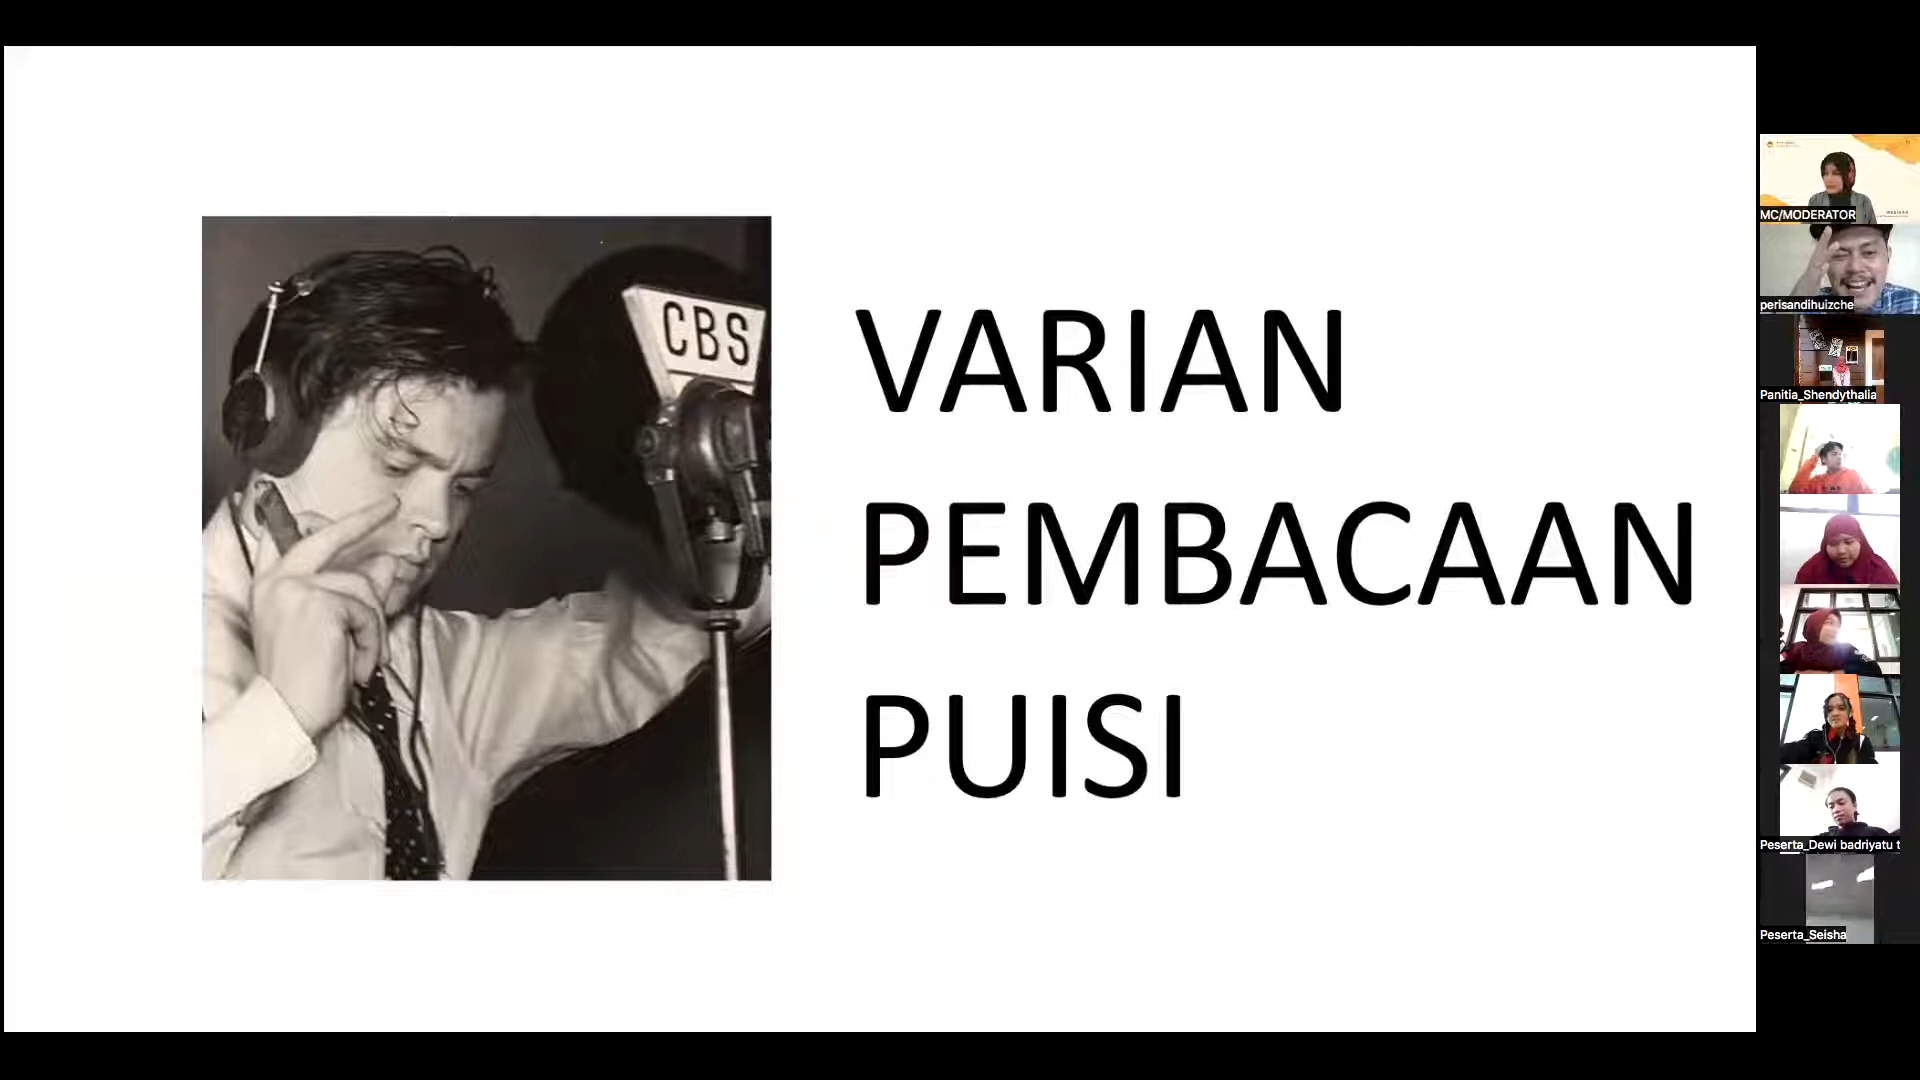 CBS
VARIAN
PEMBACAAN
PUISI
MC/MODERATOR
perisandihuizche
Panitia_Shendythalia
Peserta_Dewi badriyatu t
Peserta_Seisha